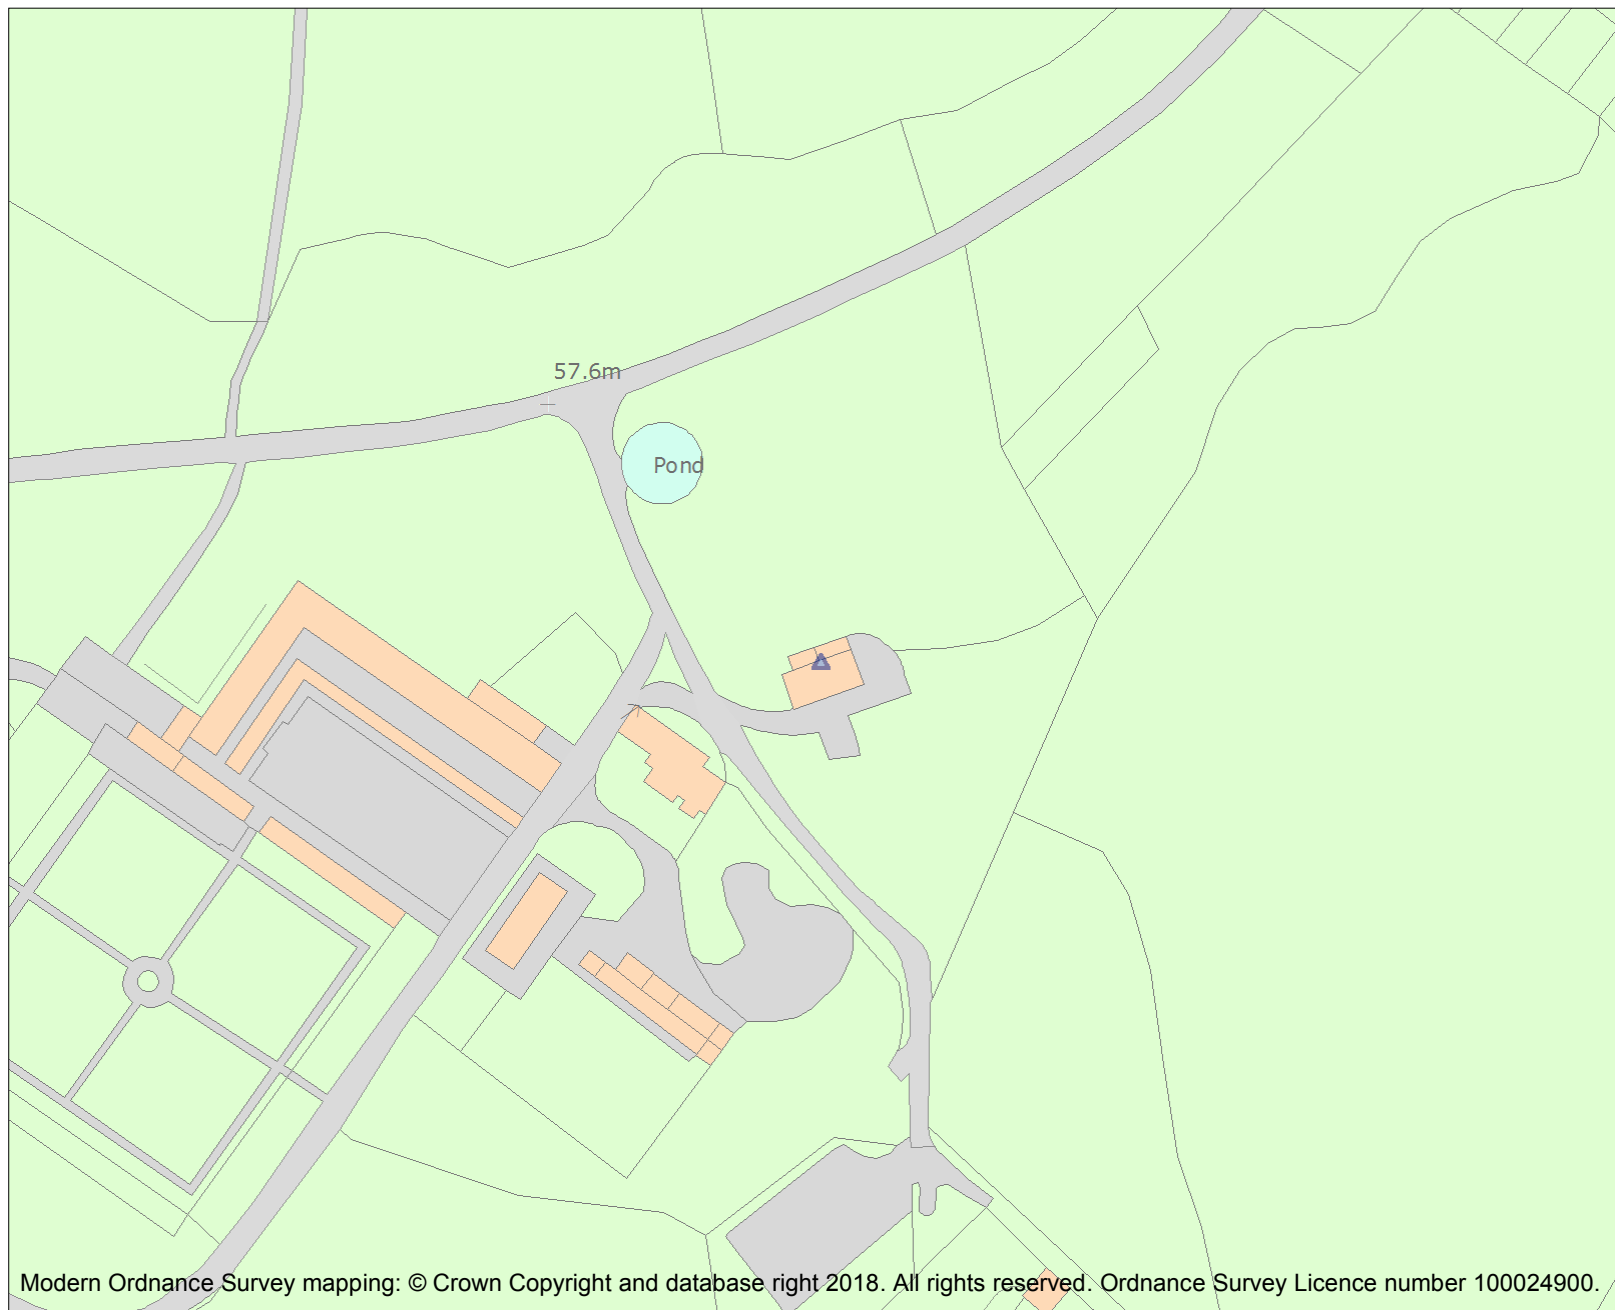 57.6m
Pond
Modern Ordnance Survey mapping: © Crown Copyright and database right 2018. All rights reserved. Ordnance Survey Licence number 100024900.